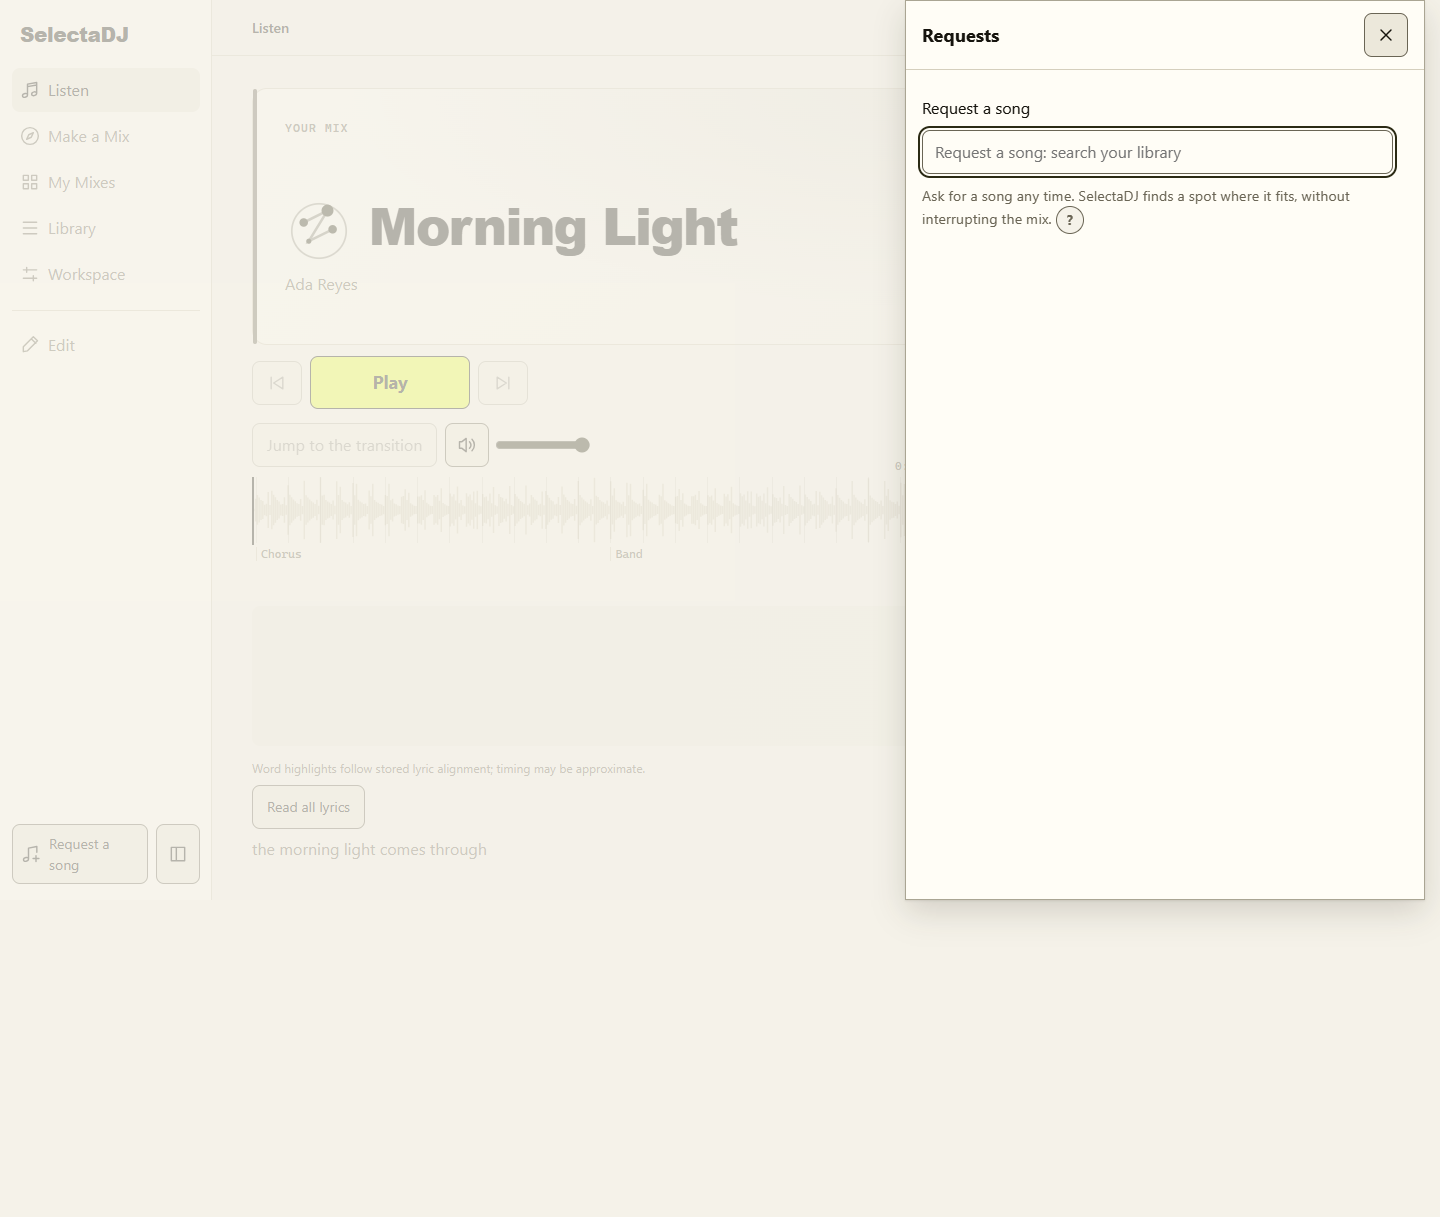 SelectaDJ
Listen
Make a Mix
My Mixes
Library
Workspace
Edit
Request a
song
Listen
YOUR MIX
Morning Light
Ada Reyes
Play
Jump to the transition
0
Chorus
Band
Word highlights follow stored lyric alignment; timing may be approximate.
Read all lyrics
the morning light comes through
Requests
Request a song
Request a song: search your library
Ask for a song any time. SelectaDJ finds a spot where it fits, without
interrupting the mix. ?